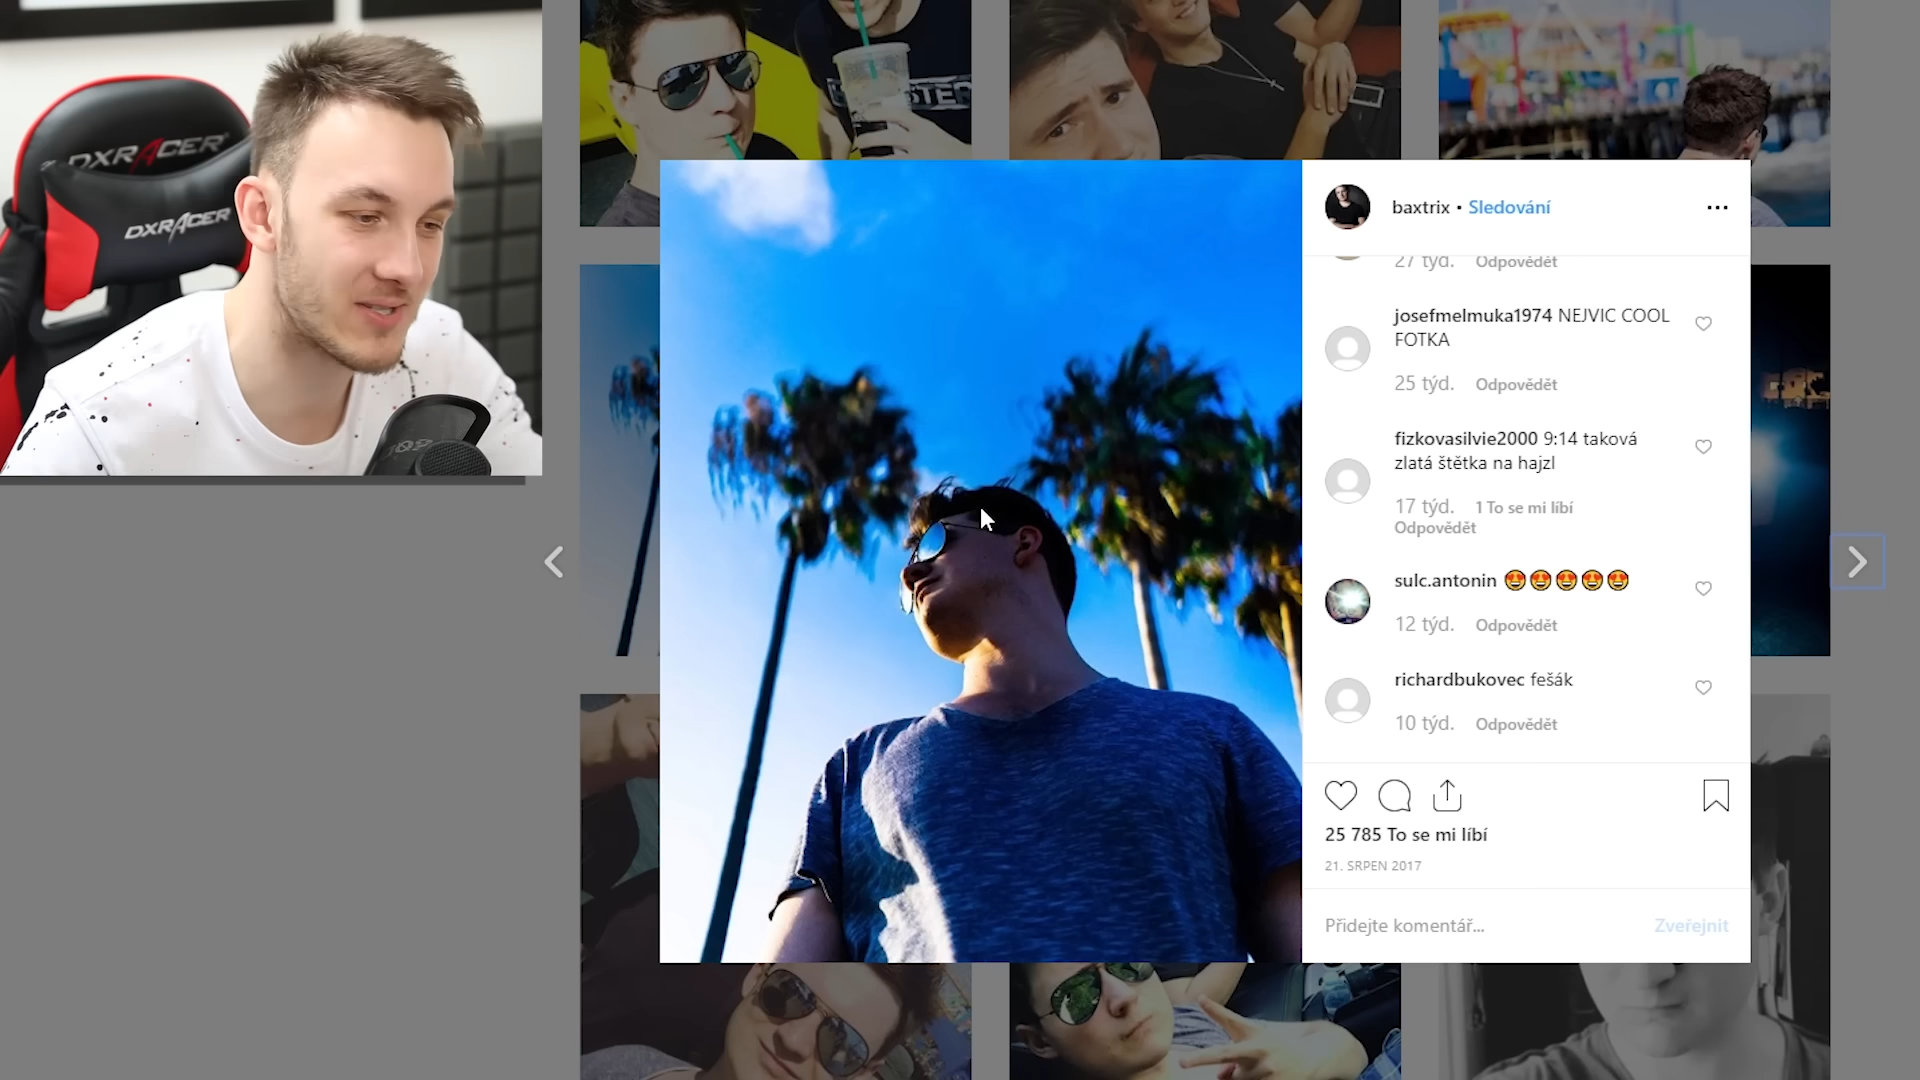 DXRACER
DXRACER
STE
baxtrix • Sledování
27 týd. Odpovědět
josefmelmuka1974 NEJVIC COOL
FOTKA
25 týd. Odpovědět
fizkovasilvie2000 9:14 taková
zlatá štětka na hajzl
17 týd. 1 To se mi líbí
Odpovědět
sulc.antonin 😍😍😍😍😍
12 týd. Odpovědět
richardbukovec fešák
10 týd. Odpovědět
25 785 To se mi líbí
21. SRPEN 2017
Přidejte komentář...
Zveřejnit